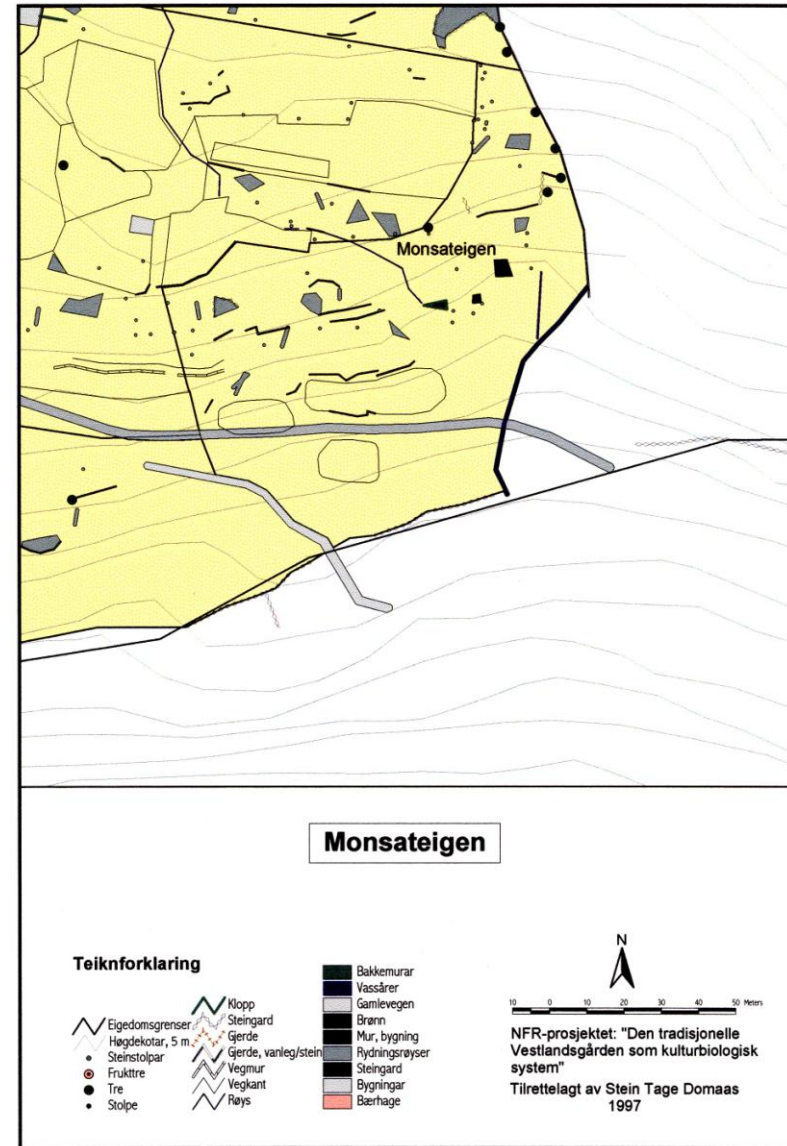 Monsateigen
Monsateigen
Teiknforklaring
Eigedomsgrenser
Høgdekotar, 5 m
Steinstolpar
Frukttre
Tre
Stolpe
Klopp
Steingard
Gjerde
Gjerde, vanleg/stein
Vegmur
Vegkant
Røys
Bakkemurar
Vassårer
Gamlevegen
Brønn
Mur, bygning
Rydningsrøyser
Steingard
Bygningar
Bærhage
N
10 0 10 20 30 40 50 Meters
NFR-prosjektet: "Den tradisjonelle
Vestlandsgården som kulturbiologisk
system"
Tilrettelagt av Stein Tage Domaas
1997